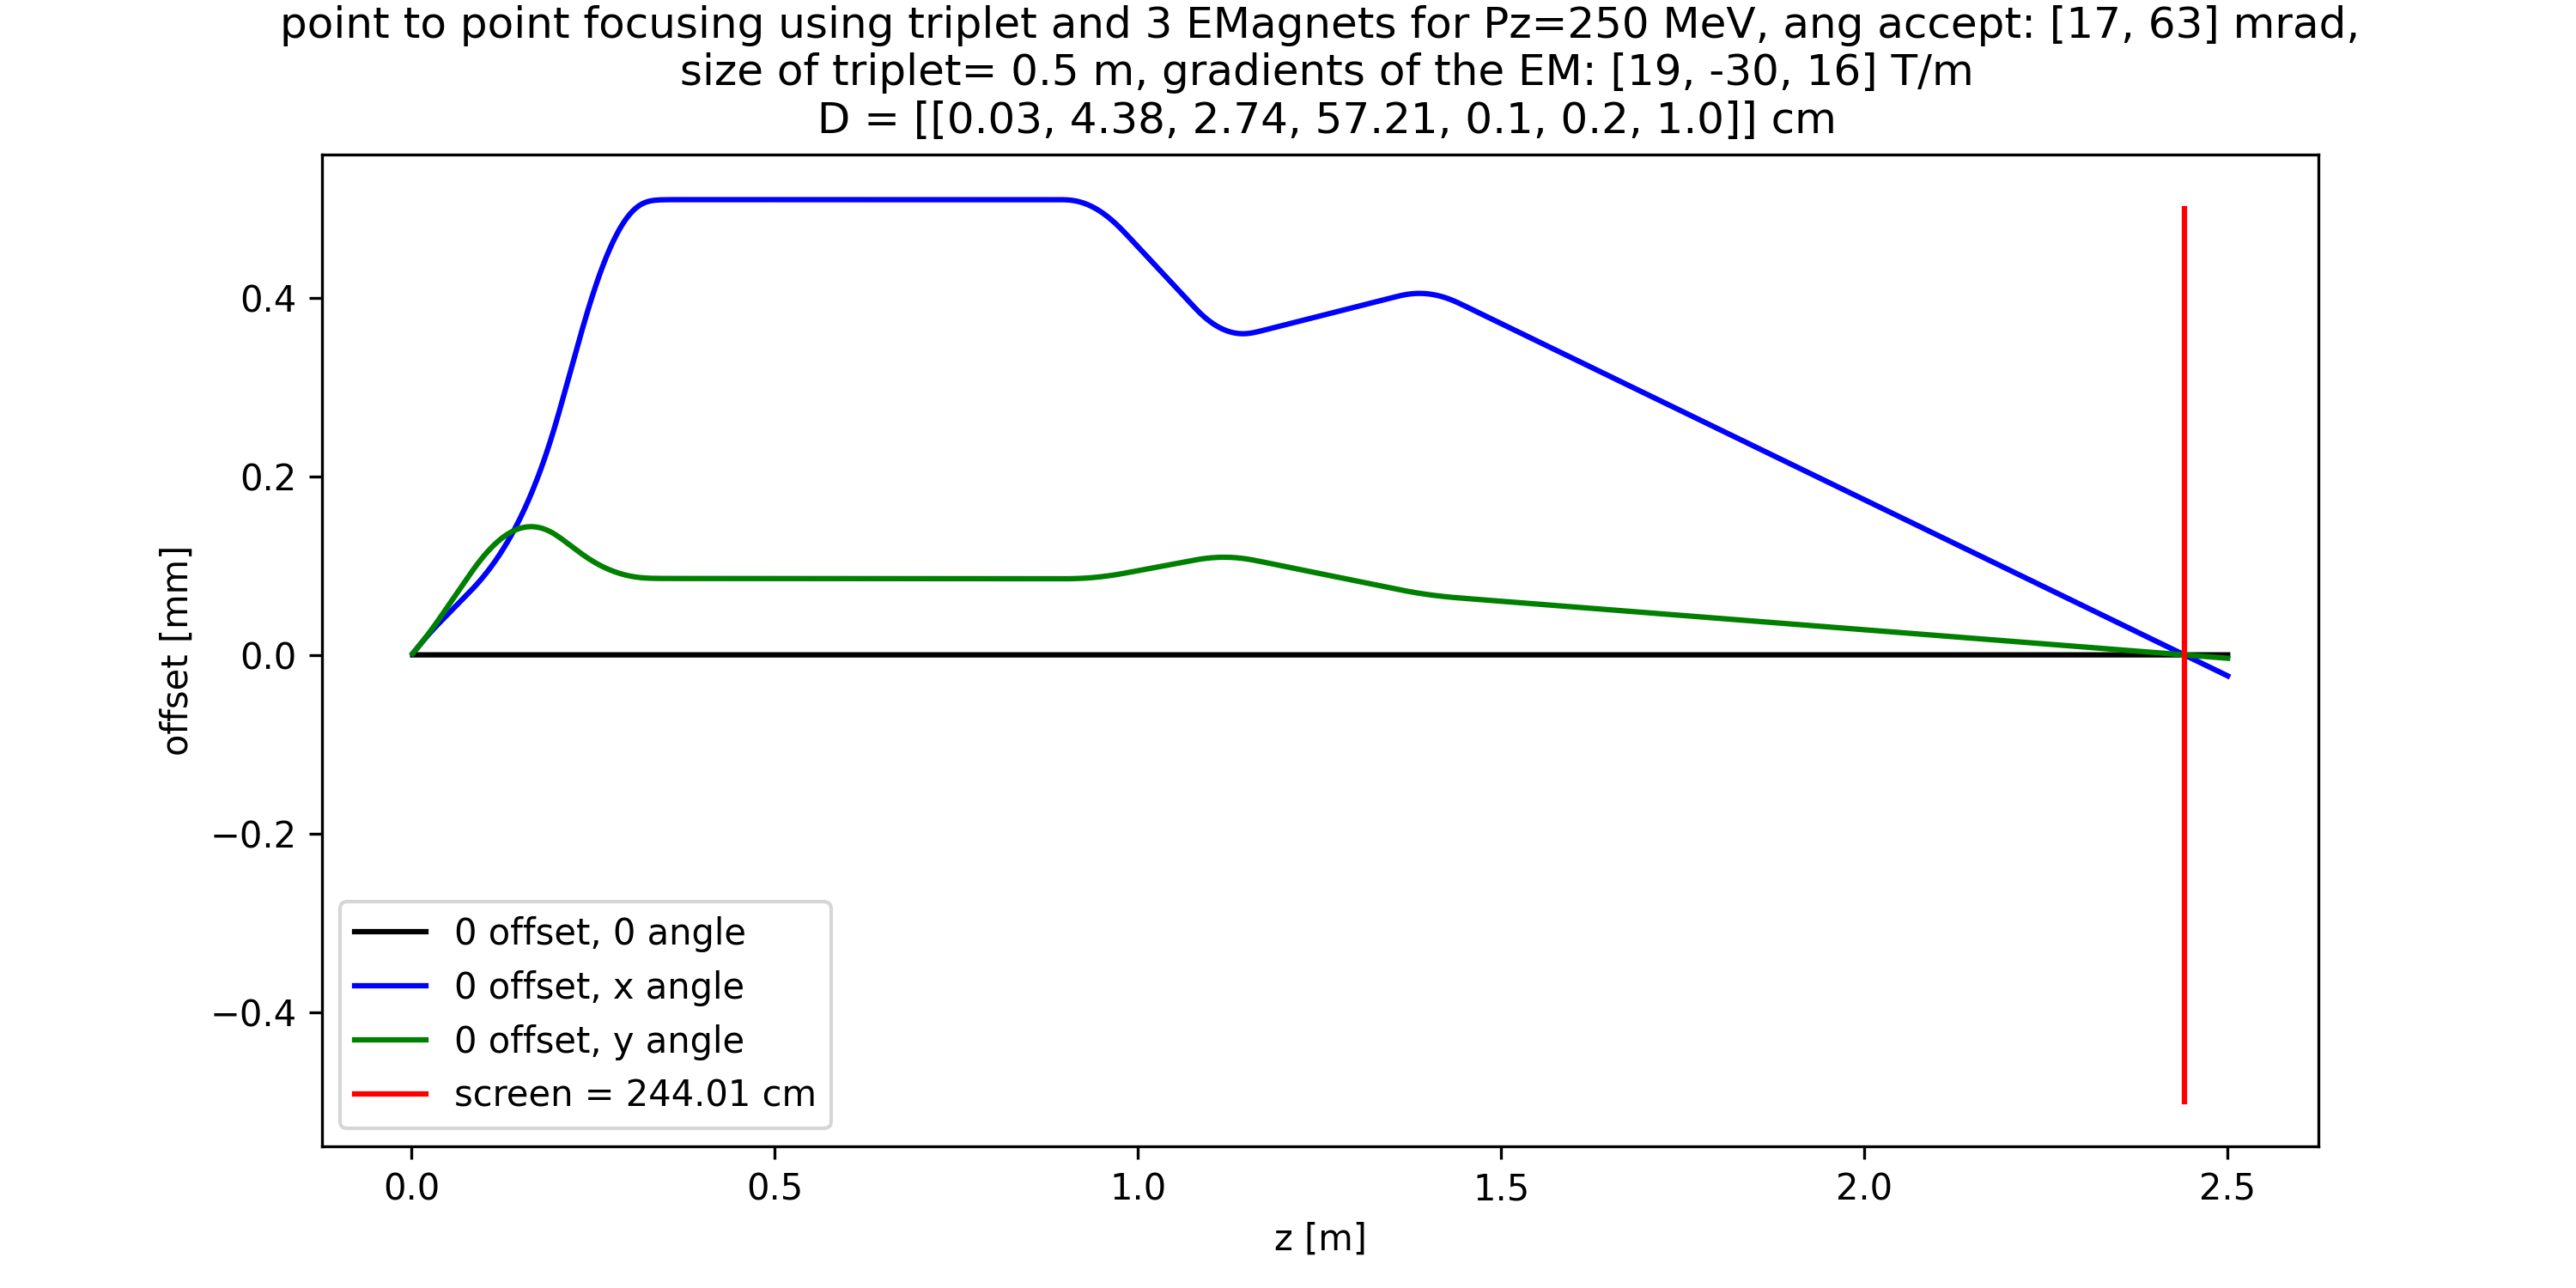 point to point focusing using triplet and 3 EMagnets for Pz=250 MeV, ang accept: [17, 63] mrad,
size of triplet= 0.5 m, gradients of the EM: [19, -30, 16] T/m
D = [[0.03, 4.38, 2.74, 57.21, 0.1, 0.2, 1.0]] cm
0.4
0.2
0.0
−0.2
−0.4
offset [mm]
0 offset, 0 angle
0 offset, x angle
0 offset, y angle
screen = 244.01 cm
0.0 0.5 1.0 1.5 2.0 2.5
z [m]